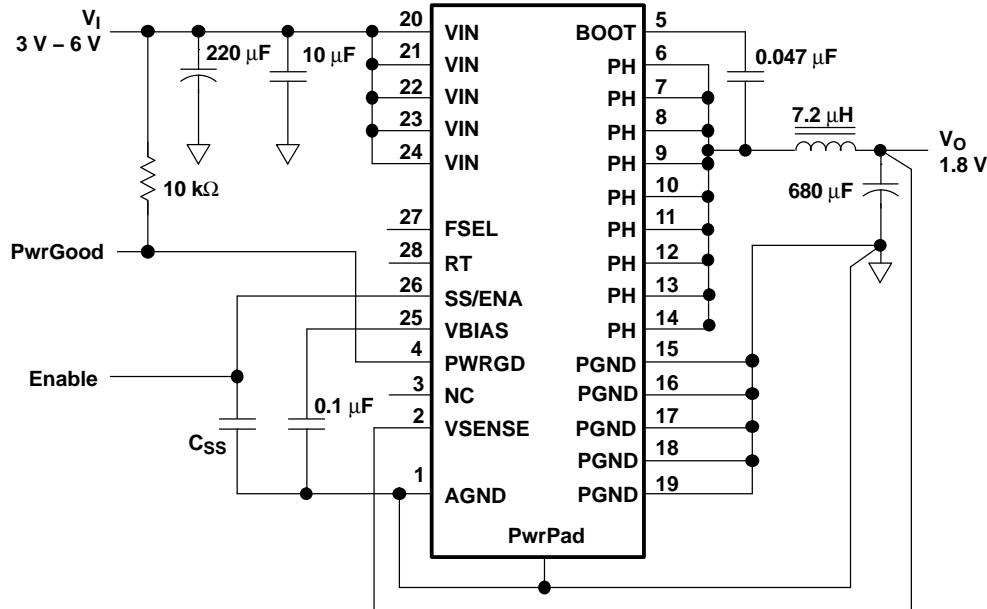 V_I
3 V – 6 V
220 μF
10 μF
10 kΩ
PwrGood
Enable
C_SS
0.1 μF
20 VIN
21 VIN
22 VIN
23 VIN
24 VIN
27 FSEL
28 RT
26 SS/ENA
25 VBIAS
4 PWRGD
3 NC
2 VSENSE
1 AGND
BOOT 5
PH 6
PH 7
PH 8
PH 9
PH 10
PH 11
PH 12
PH 13
PH 14
PGND 15
PGND 16
PGND 17
PGND 18
PGND 19
PwrPad
0.047 μF
7.2 μH
V_O
1.8 V
680 μF